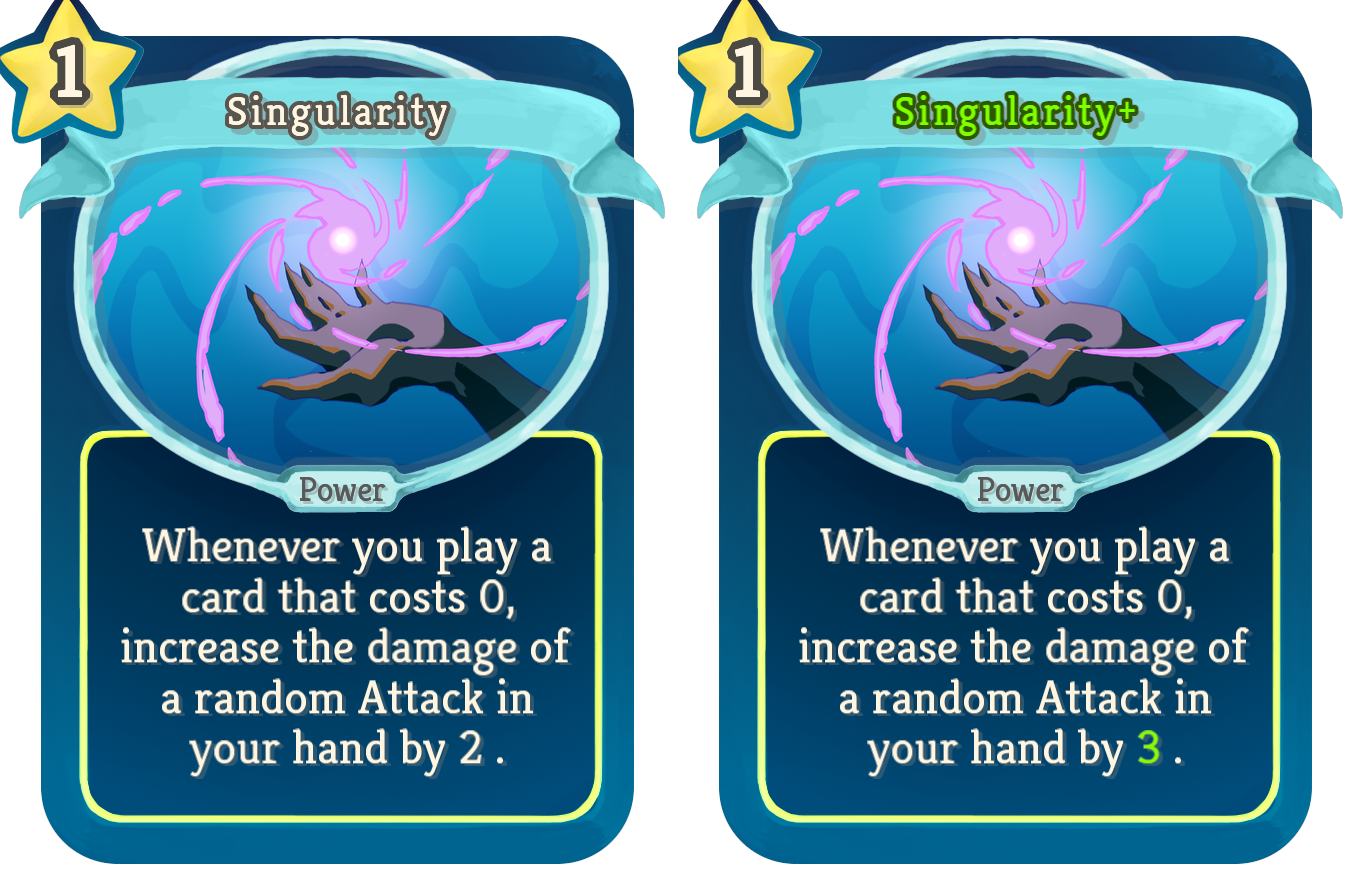 1
Singularity
Power
Whenever you play a
card that costs 0,
increase the damage of
a random Attack in
your hand by 2 .
1
Singularity+
Power
Whenever you play a
card that costs 0,
increase the damage of
a random Attack in
your hand by 3 .